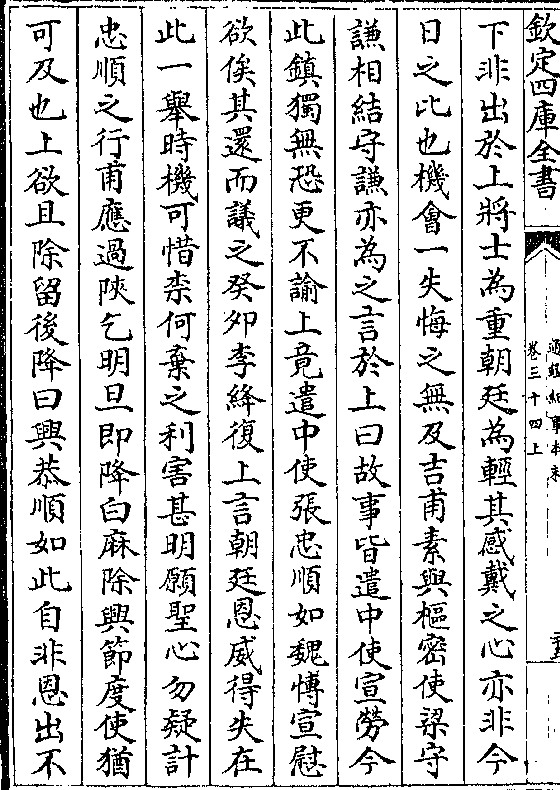 欽定四庫全書
通鑑紀事本末
卷三十四上
下非出於上將士為重朝廷為輕其感戴之心亦非今
日之比也機會一失悔之無及吉甫素與樞密使梁守
謙相結守謙亦為之言於上曰故事皆遣中使宣勞今
此鎮獨無恐更不諭上竟遣中使張忠順如魏博宣慰
欲俟其還而議之癸卯李絳復上言朝廷恩威得失在
此一舉時機可惜柰何棄之利害甚明願聖心勿疑計
忠順之行甫應過陜乞明旦即降白麻除興節度使猶
可及也上欲且除留後降曰興恭順如此自非恩出不